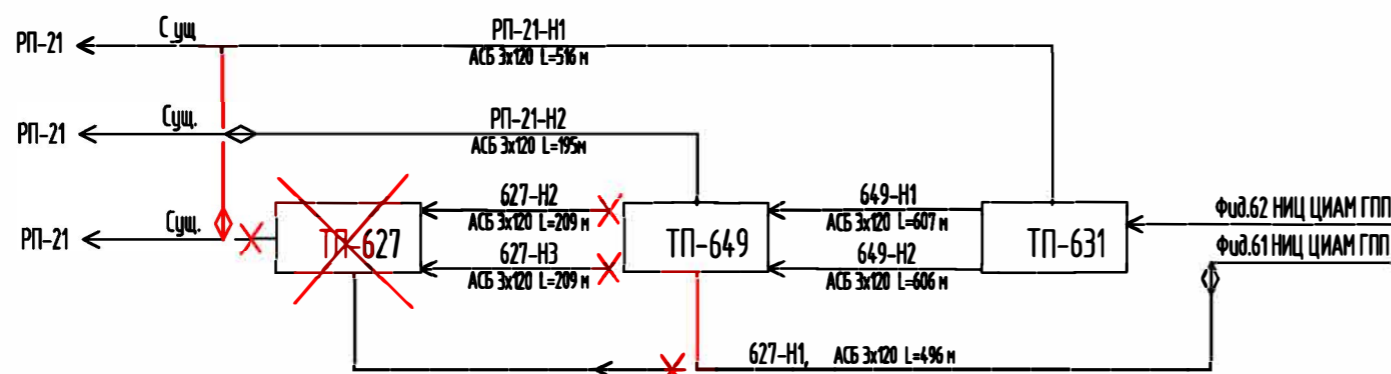 РП-21
Сущ
РП-21-Н1
АСБ 3х120 L=516 м
РП-21
Сущ.
РП-21-Н2
АСБ 3х120 L=195м
РП-21
Сущ.
ТП-627
627-Н2
АСБ 3х120 L=209 м
627-Н3
АСБ 3х120 L=209 м
ТП-649
649-Н1
АСБ 3х120 L=607 м
649-Н2
АСБ 3х120 L=606 м
ТП-631
Фид.62 НИЦ ЦИАМ ГПП
Фид.61 НИЦ ЦИАМ ГПП
627-Н1, АСБ 3х120 L=496 м